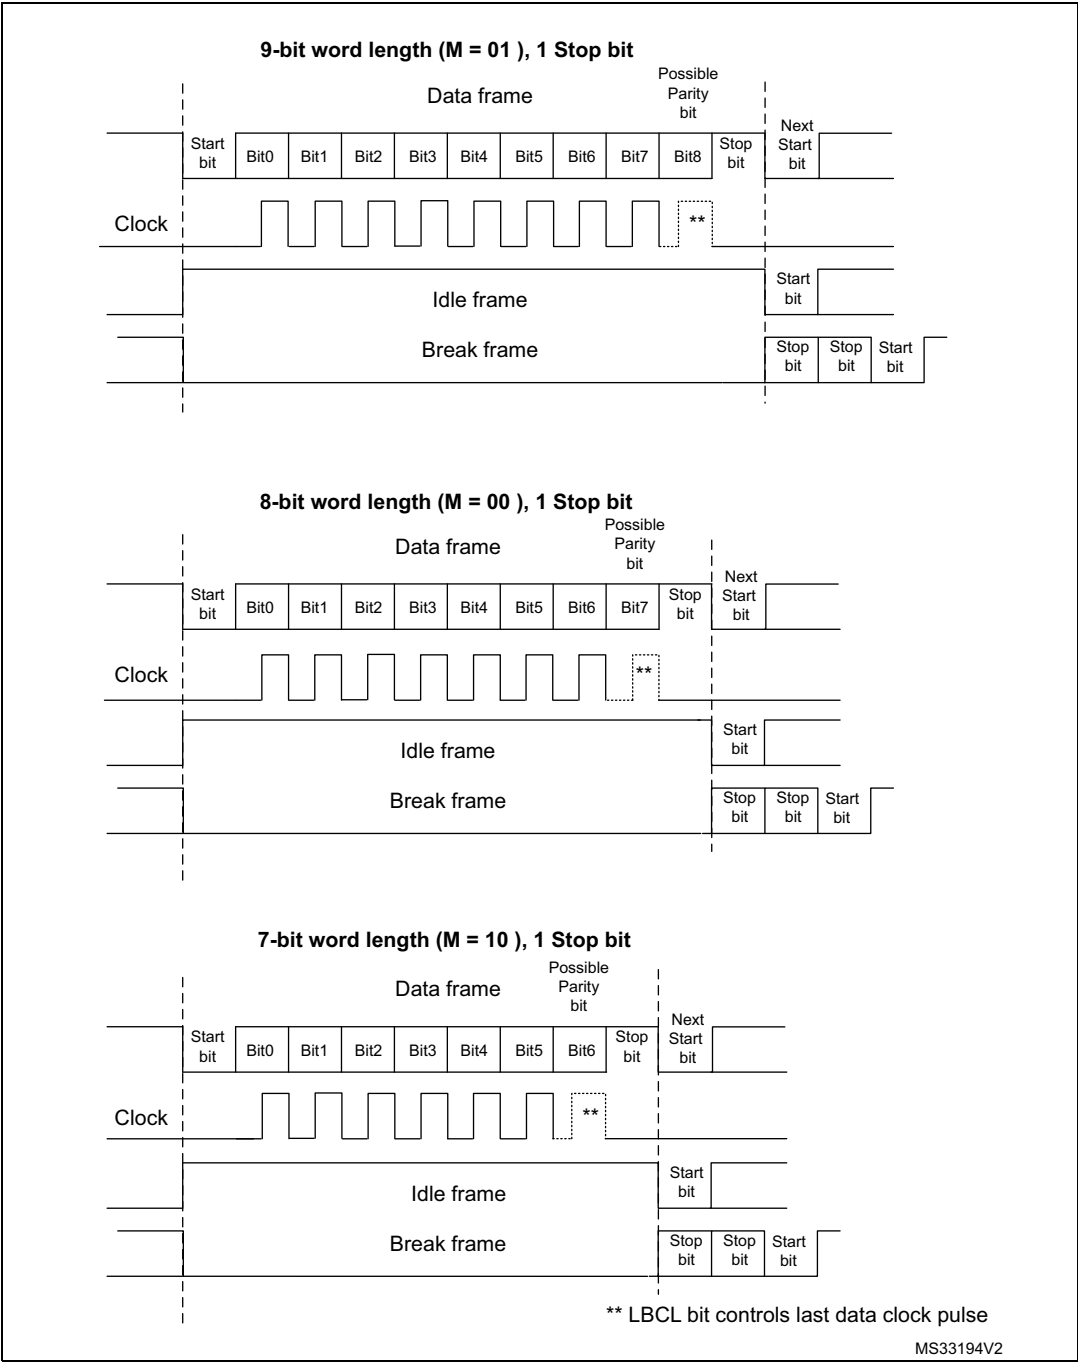 9-bit word length (M = 01 ), 1 Stop bit
Possible
Parity
bit
Data frame
Start
bit
Bit0
Bit1
Bit2
Bit3
Bit4
Bit5
Bit6
Bit7
Bit8
Stop
bit
Next
Start
bit
Clock
**
Idle frame
Start
bit
Break frame
Stop
bit
Stop
bit
Start
bit
8-bit word length (M = 00 ), 1 Stop bit
Possible
Parity
bit
Data frame
Start
bit
Bit0
Bit1
Bit2
Bit3
Bit4
Bit5
Bit6
Bit7
Stop
bit
Next
Start
bit
Clock
**
Idle frame
Start
bit
Break frame
Stop
bit
Stop
bit
Start
bit
7-bit word length (M = 10 ), 1 Stop bit
Possible
Parity
bit
Data frame
Start
bit
Bit0
Bit1
Bit2
Bit3
Bit4
Bit5
Bit6
Stop
bit
Next
Start
bit
Clock
**
Idle frame
Start
bit
Break frame
Stop
bit
Stop
bit
Start
bit
** LBCL bit controls last data clock pulse
MS33194V2